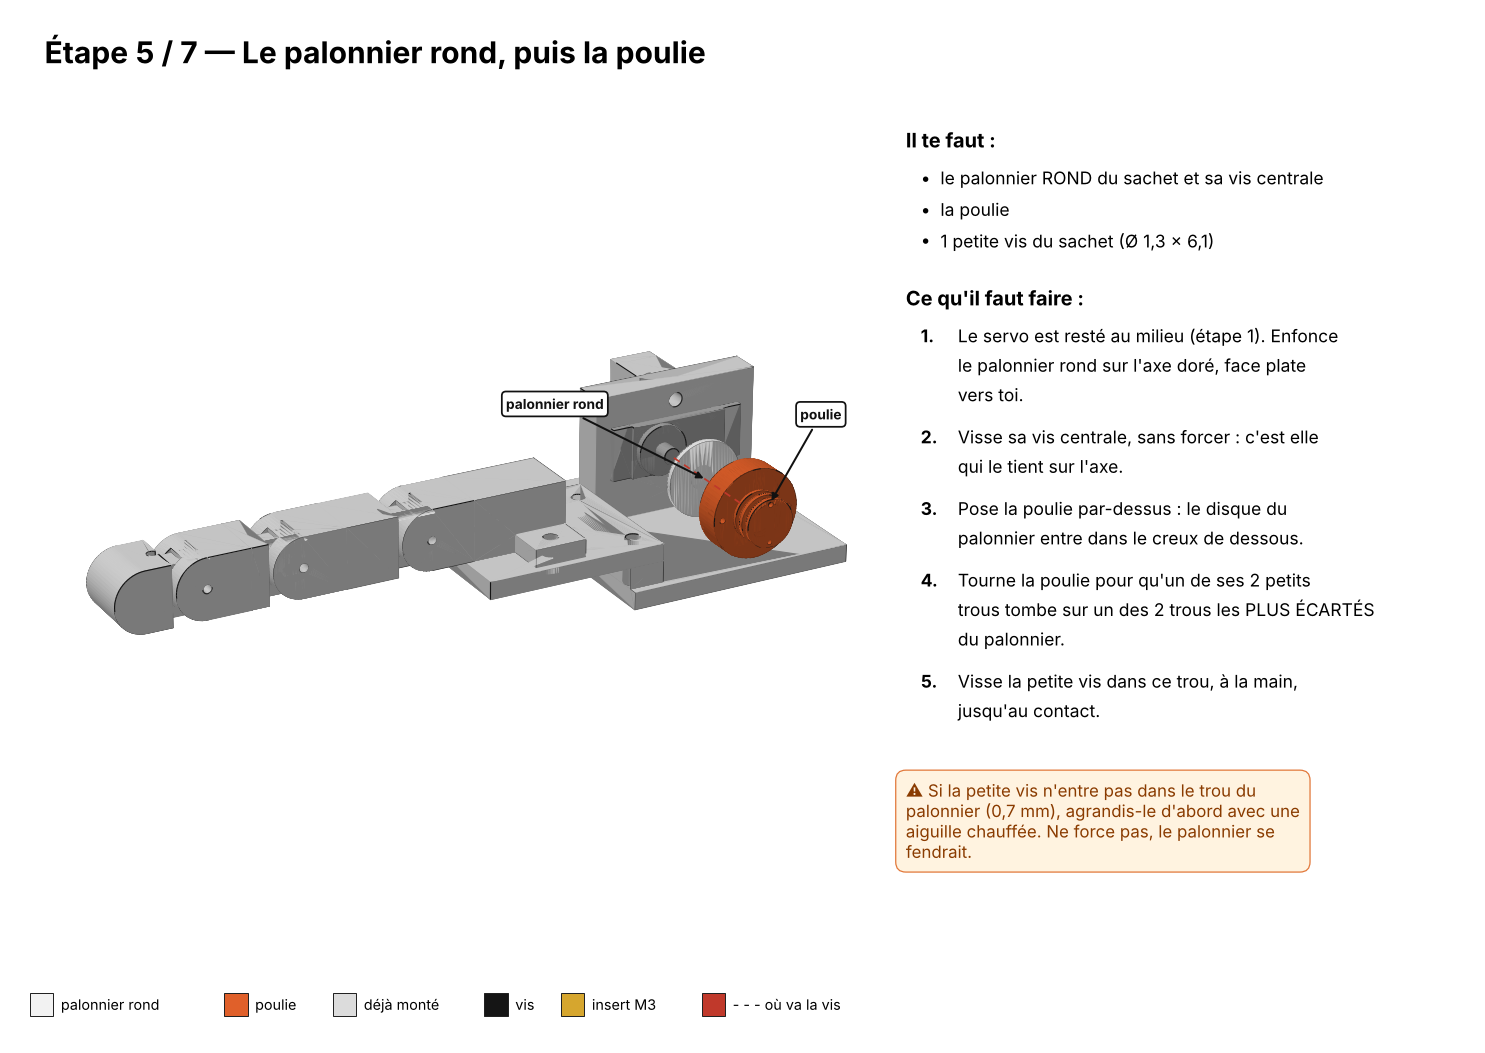 Étape 5 / 7 — Le palonnier rond, puis la poulie
Il te faut :
• le palonnier ROND du sachet et sa vis centrale
• la poulie
• 1 petite vis du sachet (Ø 1,3 × 6,1)
Ce qu'il faut faire :
1. Le servo est resté au milieu (étape 1). Enfonce
le palonnier rond sur l'axe doré, face plate
vers toi.
2. Visse sa vis centrale, sans forcer : c'est elle
qui le tient sur l'axe.
3. Pose la poulie par-dessus : le disque du
palonnier entre dans le creux de dessous.
4. Tourne la poulie pour qu'un de ses 2 petits
trous tombe sur un des 2 trous les PLUS ÉCARTÉS
du palonnier.
5. Visse la petite vis dans ce trou, à la main,
jusqu'au contact.
⚠ Si la petite vis n'entre pas dans le trou du
palonnier (0,7 mm), agrandis-le d'abord avec une
aiguille chauffée. Ne force pas, le palonnier se
fendrait.
palonnier rond
poulie
palonnier rond
poulie
déjà monté
vis
insert M3
- - - où va la vis